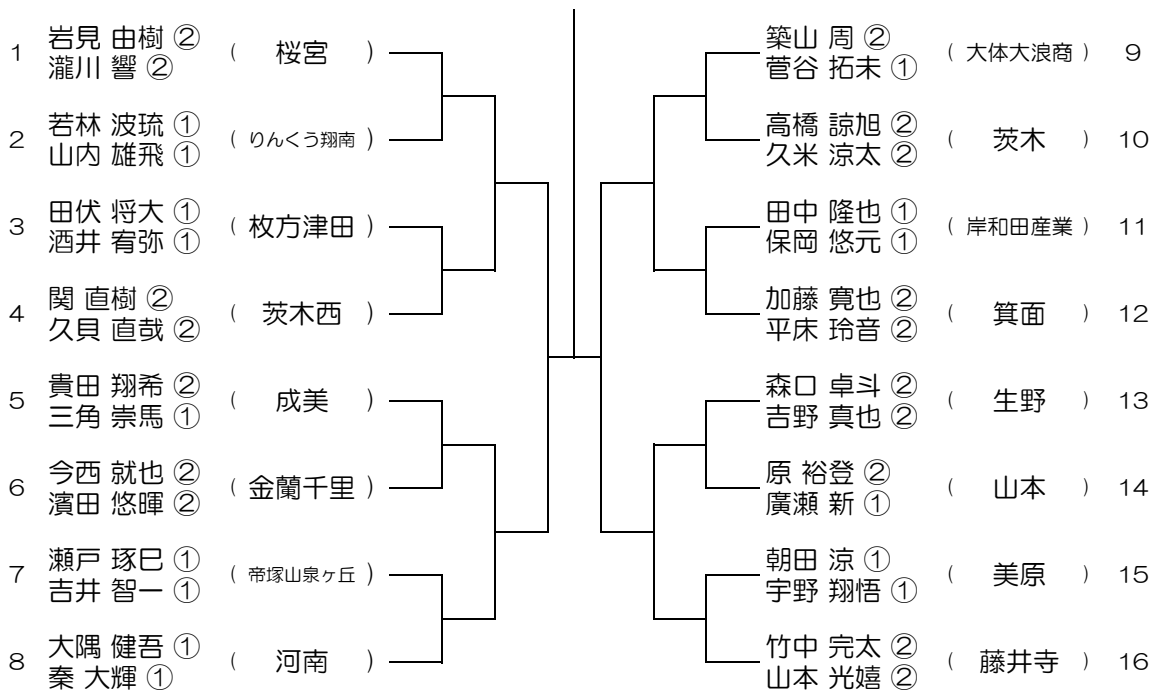 1 岩見 由樹 ② ( 桜宮 )
瀧川 響 ②
2 若林 波琉 ① ( りんくう翔南 )
山内 雄飛 ①
3 田伏 将大 ① ( 枚方津田 )
酒井 宥弥 ①
4 関 直樹 ② ( 茨木西 )
久貝 直哉 ②
5 貴田 翔希 ② ( 成美 )
三角 崇馬 ①
6 今西 就也 ② ( 金蘭千里 )
濱田 悠暉 ②
7 瀬戸 琢巳 ① ( 帝塚山泉ヶ丘 )
吉井 智一 ①
8 大隅 健吾 ① ( 河南 )
秦 大輝 ①
築山 周 ② ( 大体大浪商 ) 9
菅谷 拓未 ①
高橋 諒旭 ② ( 茨木 ) 10
久米 涼太 ②
田中 隆也 ① ( 岸和田産業 ) 11
保岡 悠元 ①
加藤 寛也 ② ( 箕面 ) 12
平床 玲音 ②
森口 卓斗 ② ( 生野 ) 13
吉野 真也 ②
原 裕登 ② ( 山本 ) 14
廣瀬 新 ①
朝田 涼 ① ( 美原 ) 15
宇野 翔悟 ①
竹中 完太 ② ( 藤井寺 ) 16
山本 光嬉 ②